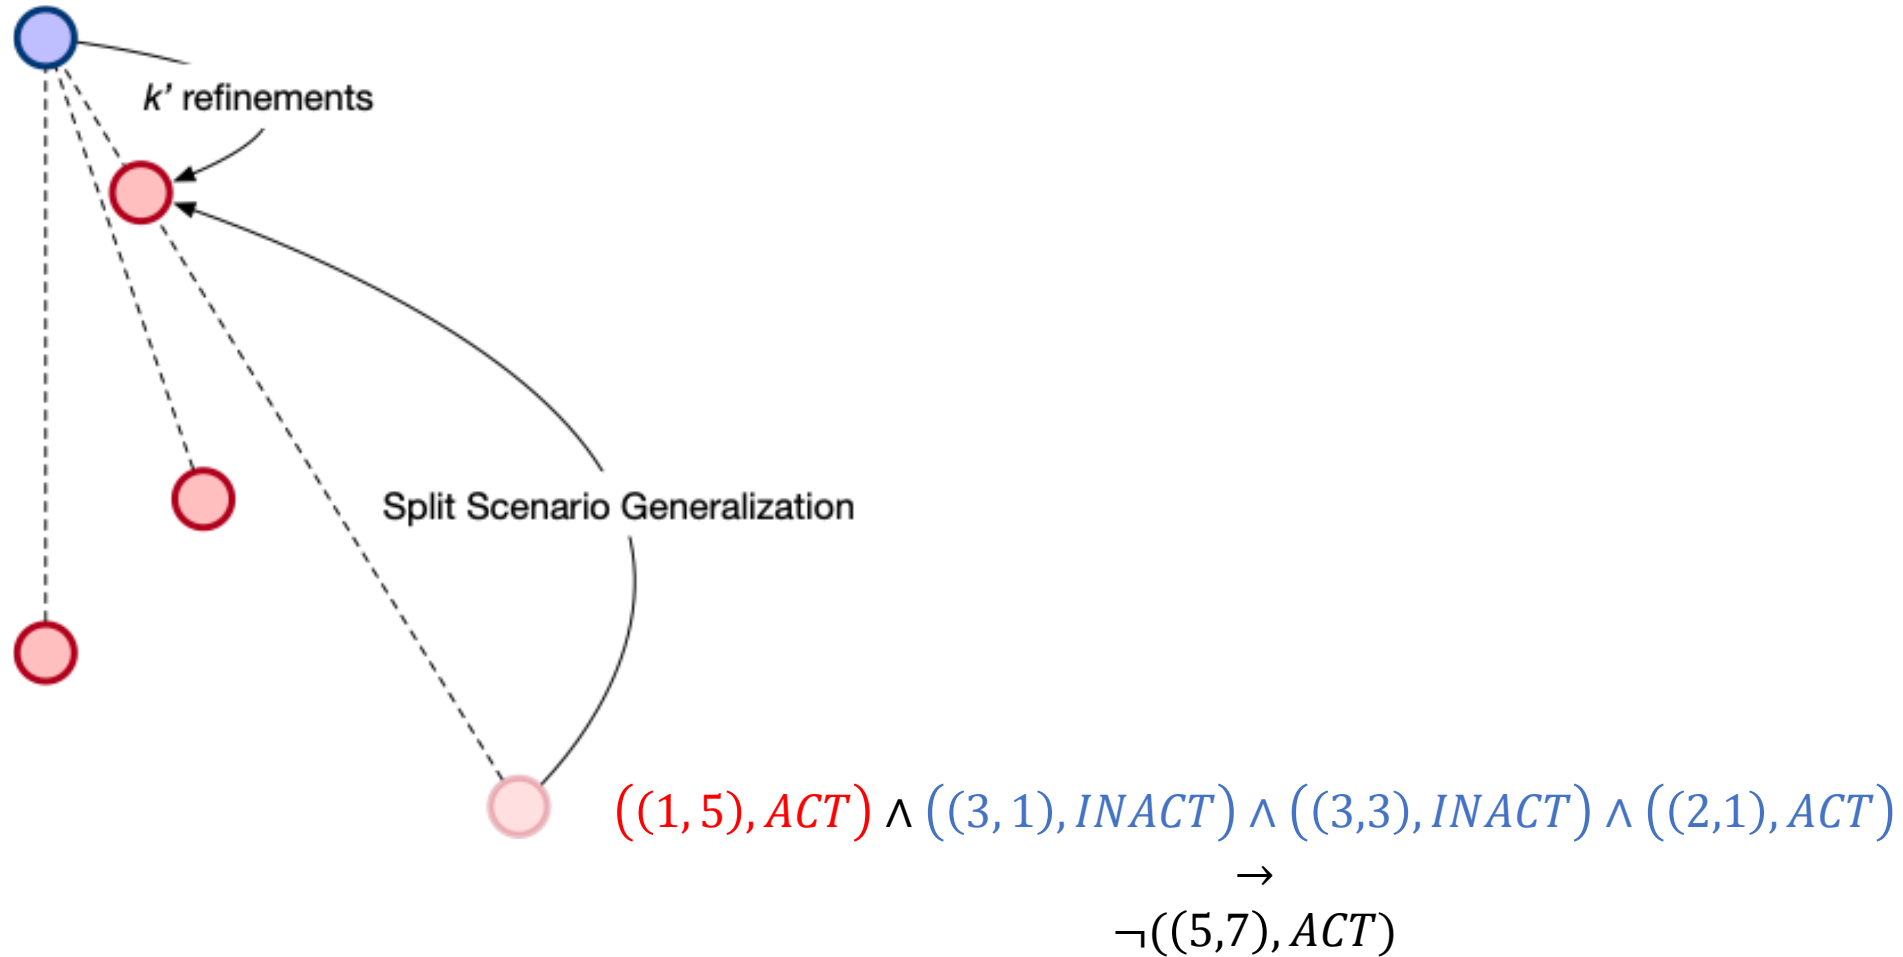 k’ refinements
Split Scenario Generalization
((1, 5), ACT) ∧ ((3, 1), INACT) ∧ ((3,3), INACT) ∧ ((2,1), ACT)
→
¬((5,7), ACT)